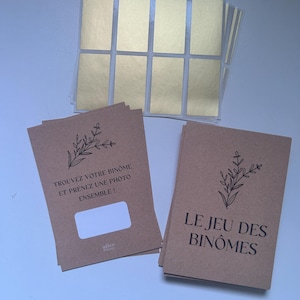 TROUVEZ VOTRE BINÔME
ET PRENEZ UNE PHOTO
ENSEMBLE !
LE JEU DES
BINÔMES